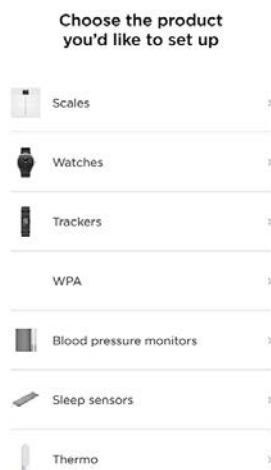 Choose the product
you'd like to set up
Scales
Watches
Trackers
WPA
Blood pressure monitors
Sleep sensors
Thermo